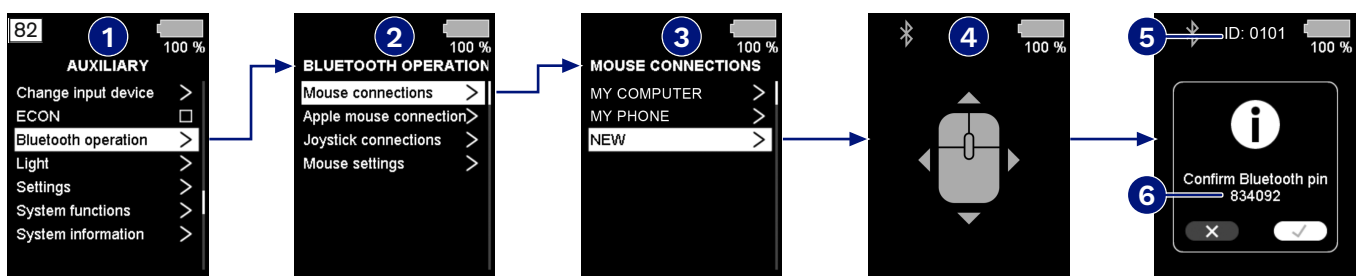 82
1
100 %
AUXILIARY
Change input device
ECON
Bluetooth operation
Light
Settings
System functions
System information
2
100 %
BLUETOOTH OPERATION
Mouse connections
Apple mouse connection
Joystick connections
Mouse settings
3
100 %
MOUSE CONNECTIONS
MY COMPUTER
MY PHONE
NEW
4
100 %
5
ID: 0101
100 %
Confirm Bluetooth pin
6
834092